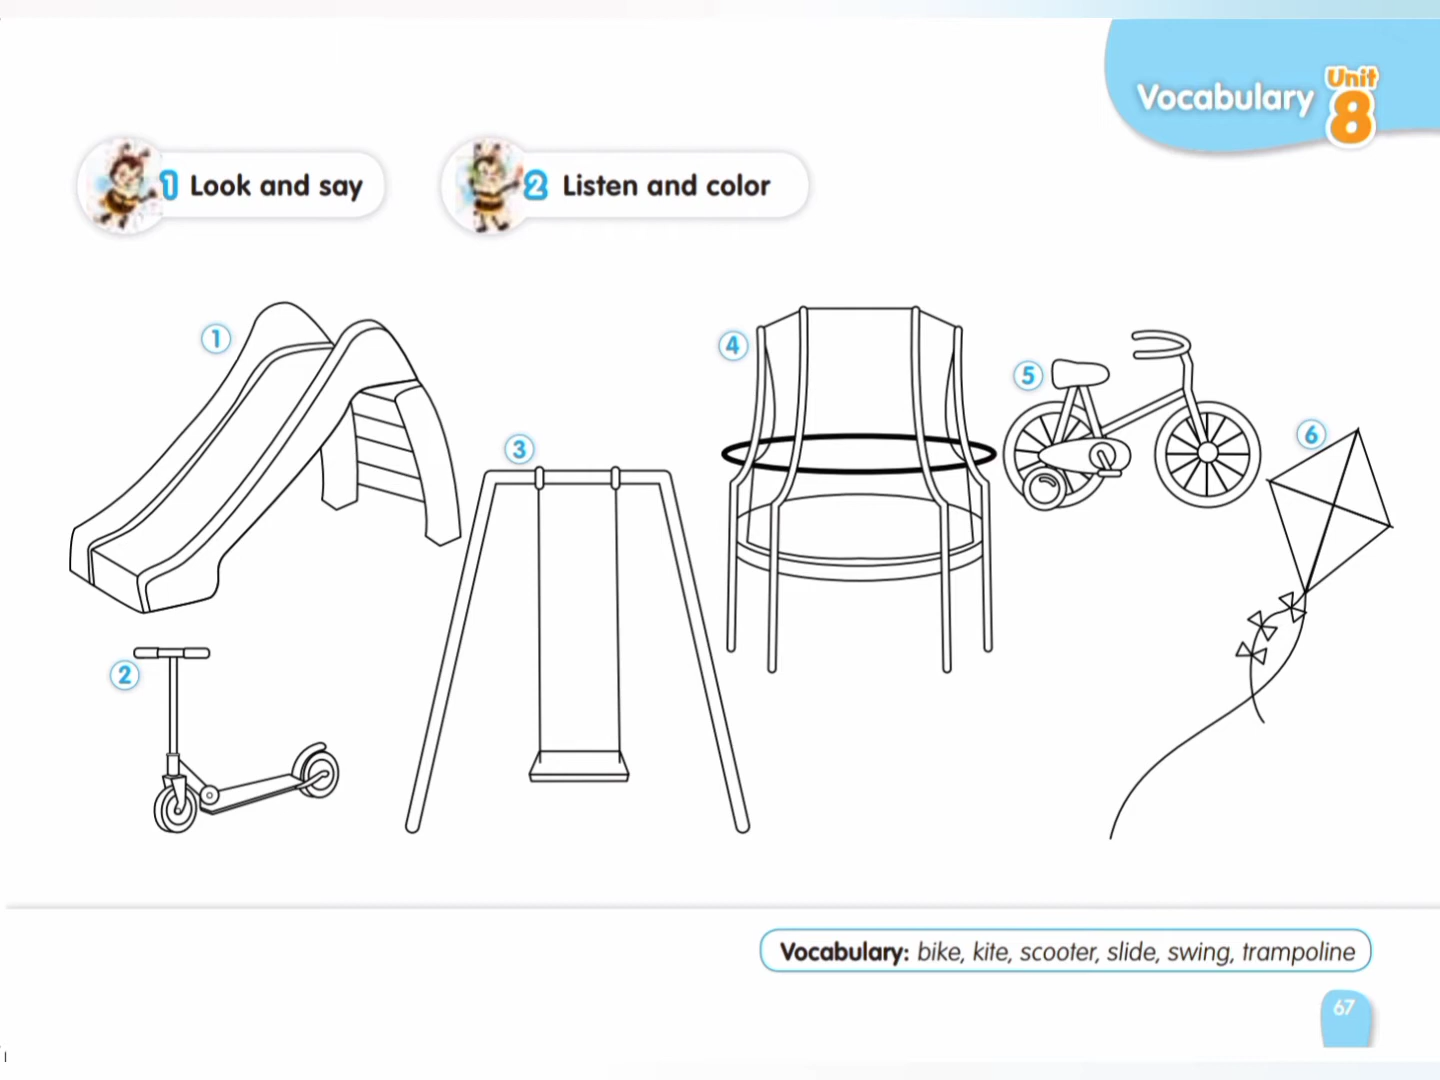 Vocabulary Unit 8
1 Look and say
2 Listen and color
1
2
3
4
5
6
Vocabulary: bike, kite, scooter, slide, swing, trampoline
67